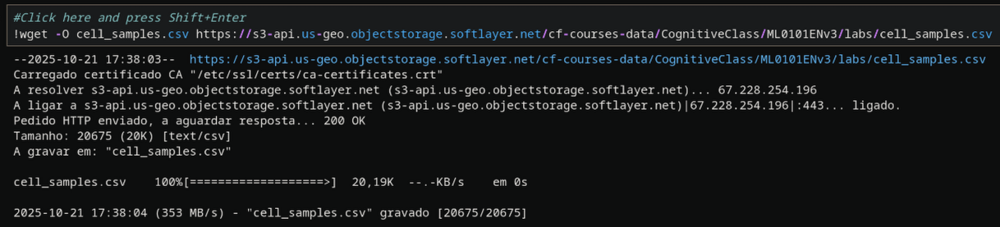 #Click here and press Shift+Enter
!wget -O cell_samples.csv https://s3-api.us-geo.objectstorage.softlayer.net/cf-courses-data/CognitiveClass/ML0101ENv3/labs/cell_samples.csv
--2025-10-21 17:38:03--  https://s3-api.us-geo.objectstorage.softlayer.net/cf-courses-data/CognitiveClass/ML0101ENv3/labs/cell_samples.csv
Carregado certificado CA "/etc/ssl/certs/ca-certificates.crt"
A resolver s3-api.us-geo.objectstorage.softlayer.net (s3-api.us-geo.objectstorage.softlayer.net)... 67.228.254.196
A ligar a s3-api.us-geo.objectstorage.softlayer.net (s3-api.us-geo.objectstorage.softlayer.net)|67.228.254.196|:443... ligado.
Pedido HTTP enviado, a aguardar resposta... 200 OK
Tamanho: 20675 (20K) [text/csv]
A gravar em: "cell_samples.csv"
cell_samples.csv    100%[===================>]  20,19K  --.-KB/s    em 0s
2025-10-21 17:38:04 (353 MB/s) - "cell_samples.csv" gravado [20675/20675]